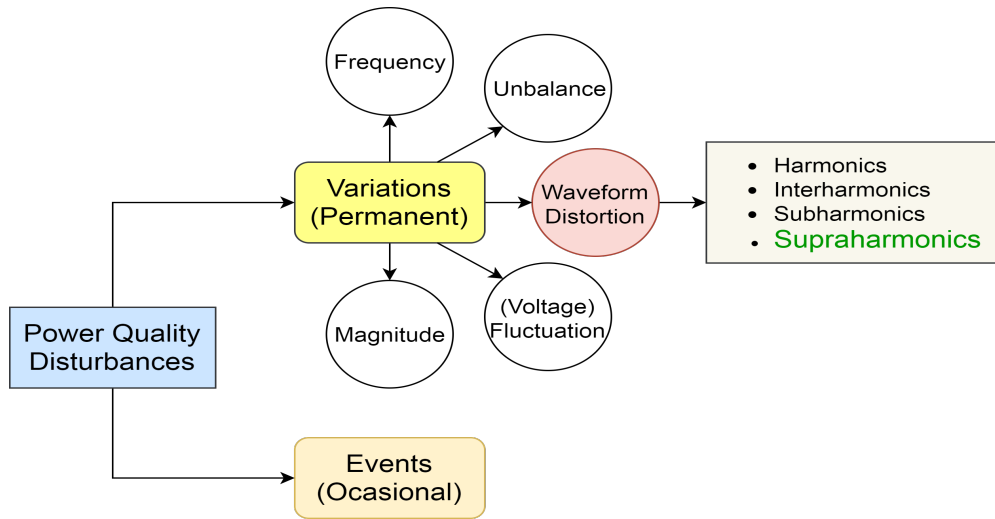 Frequency
Unbalance
Variations
(Permanent)
Waveform
Distortion
• Harmonics
• Interharmonics
• Subharmonics
• Supraharmonics
Magnitude
(Voltage)
Fluctuation
Power Quality
Disturbances
Events
(Ocasional)